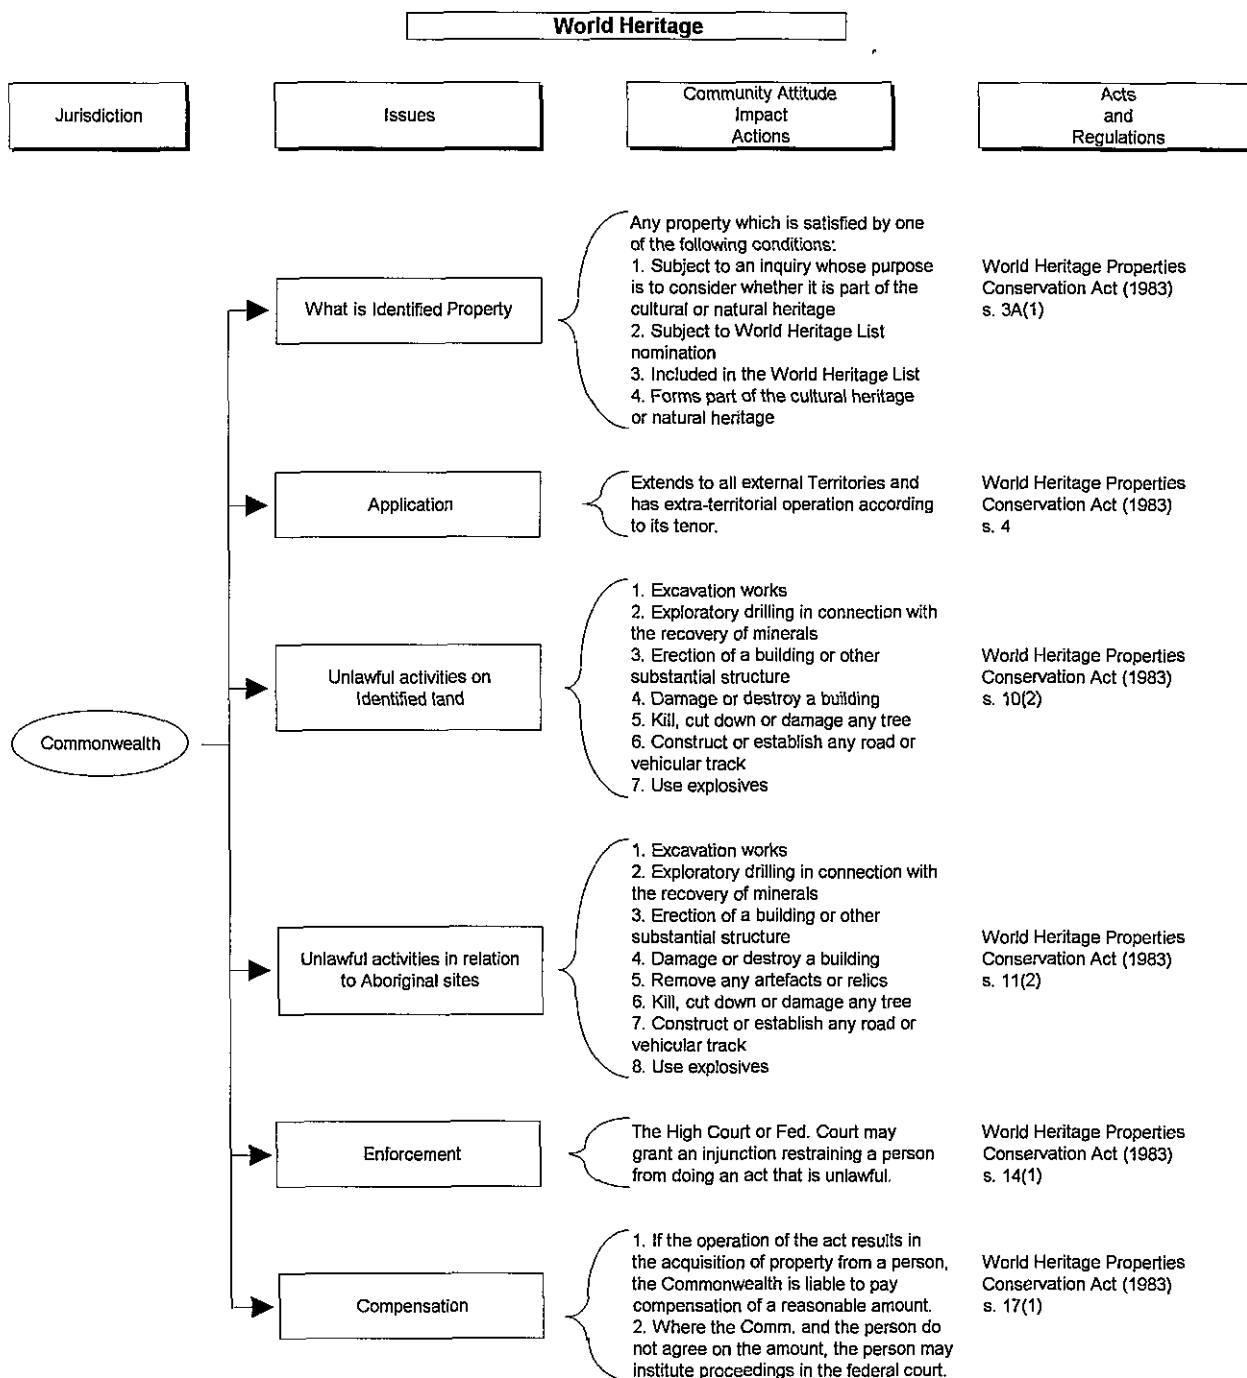 World Heritage
Jurisdiction
Issues
Community Attitude
Impact
Actions
Acts
and
Regulations
Commonwealth
What is Identified Property
Any property which is satisfied by one
of the following conditions:
1. Subject to an inquiry whose purpose
is to consider whether it is part of the
cultural or natural heritage
2. Subject to World Heritage List
nomination
3. Included in the World Heritage List
4. Forms part of the cultural heritage
or natural heritage
World Heritage Properties
Conservation Act (1983)
s. 3A(1)
Application
Extends to all external Territories and
has extra-territorial operation according
to its tenor.
World Heritage Properties
Conservation Act (1983)
s. 4
Unlawful activities on
Identified land
1. Excavation works
2. Exploratory drilling in connection with
the recovery of minerals
3. Erection of a building or other
substantial structure
4. Damage or destroy a building
5. Kill, cut down or damage any tree
6. Construct or establish any road or
vehicular track
7. Use explosives
World Heritage Properties
Conservation Act (1983)
s. 10(2)
Unlawful activities in relation
to Aboriginal sites
1. Excavation works
2. Exploratory drilling in connection with
the recovery of minerals
3. Erection of a building or other
substantial structure
4. Damage or destroy a building
5. Remove any artefacts or relics
6. Kill, cut down or damage any tree
7. Construct or establish any road or
vehicular track
8. Use explosives
World Heritage Properties
Conservation Act (1983)
s. 11(2)
Enforcement
The High Court or Fed. Court may
grant an injunction restraining a person
from doing an act that is unlawful.
World Heritage Properties
Conservation Act (1983)
s. 14(1)
Compensation
1. If the operation of the act results in
the acquisition of property from a person,
the Commonwealth is liable to pay
compensation of a reasonable amount.
2. Where the Comm. and the person do
not agree on the amount, the person may
institute proceedings in the federal court.
World Heritage Properties
Conservation Act (1983)
s. 17(1)